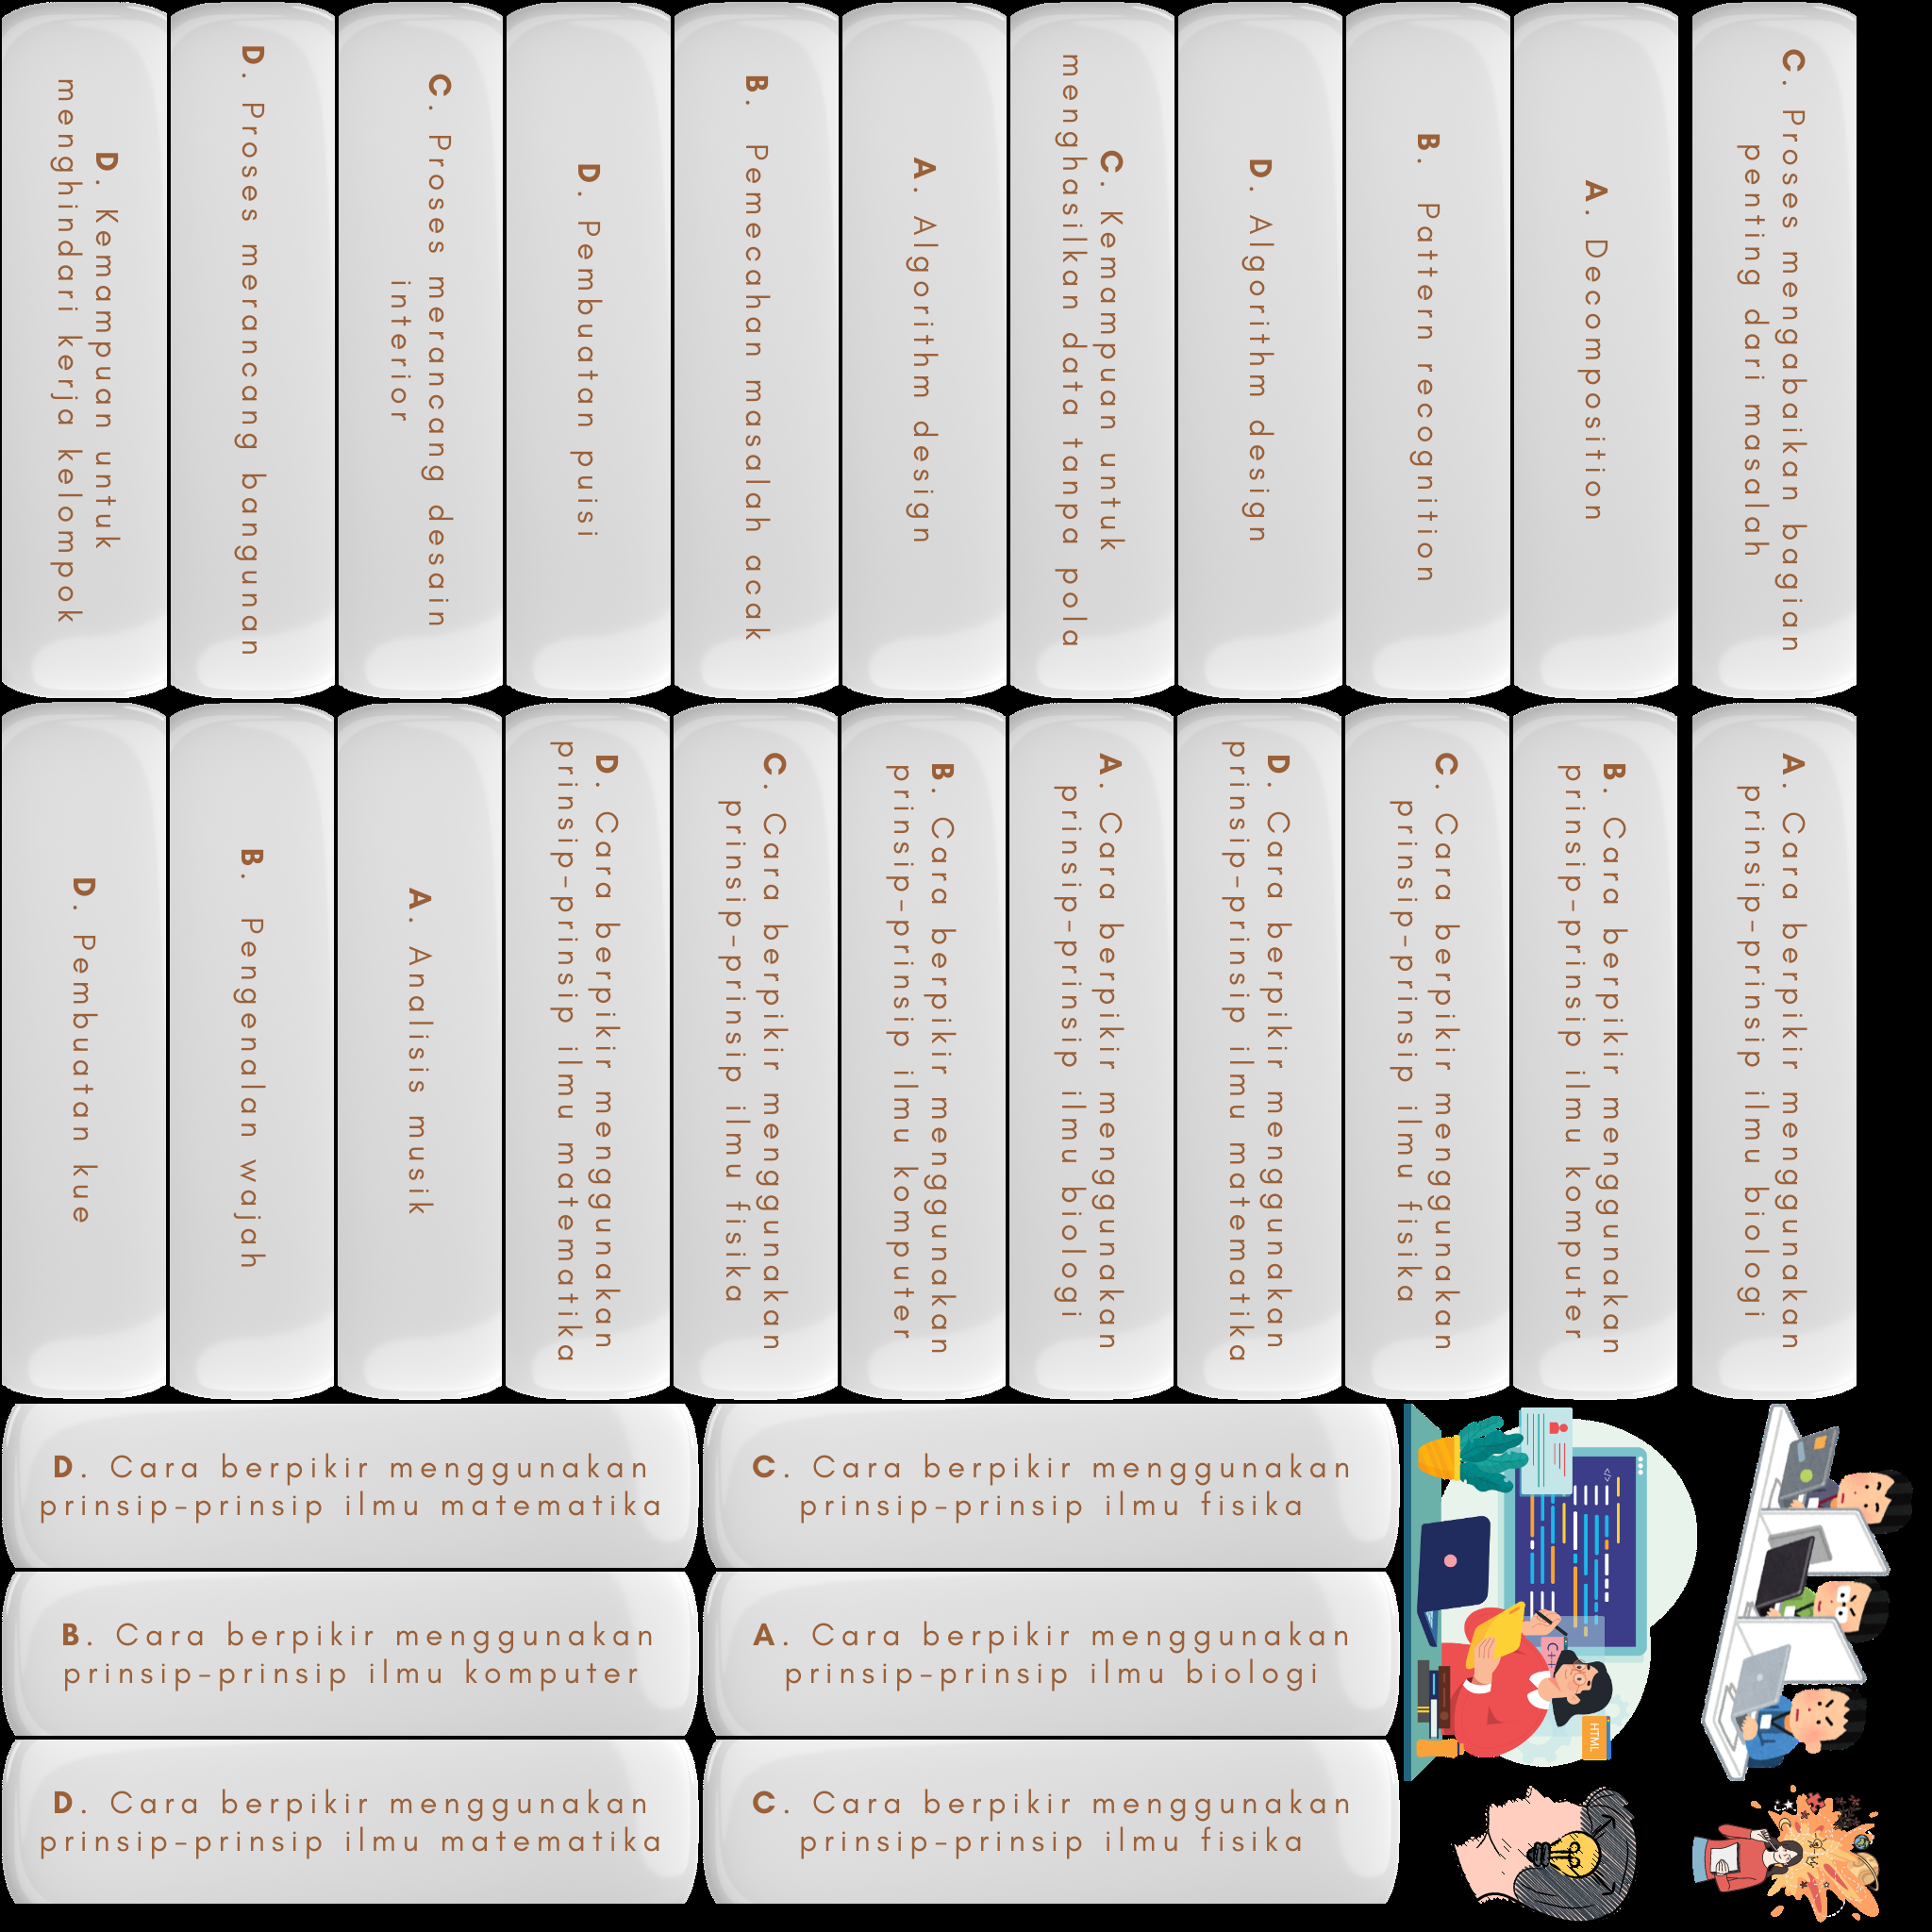 D. Kemampuan untuk
menghindari kerja kelompok
D. Proses merancang bangunan
C. Proses merancang desain
interior
D. Pembuatan puisi
B. Pemecahan masalah acak
A. Algorithm design
C. Kemampuan untuk
menghasilkan data tanpa pola
D. Algorithm design
B. Pattern recognition
A. Decomposition
C. Proses mengabaikan bagian
penting dari masalah
D. Pembuatan kue
B. Pengenalan wajah
A. Analisis musik
D. Cara berpikir menggunakan
prinsip-prinsip ilmu matematika
C. Cara berpikir menggunakan
prinsip-prinsip ilmu fisika
B. Cara berpikir menggunakan
prinsip-prinsip ilmu komputer
A. Cara berpikir menggunakan
prinsip-prinsip ilmu biologi
D. Cara berpikir menggunakan
prinsip-prinsip ilmu matematika
C. Cara berpikir menggunakan
prinsip-prinsip ilmu fisika
B. Cara berpikir menggunakan
prinsip-prinsip ilmu komputer
A. Cara berpikir menggunakan
prinsip-prinsip ilmu biologi
D. Cara berpikir menggunakan
prinsip-prinsip ilmu matematika
C. Cara berpikir menggunakan
prinsip-prinsip ilmu fisika
B. Cara berpikir menggunakan
prinsip-prinsip ilmu komputer
A. Cara berpikir menggunakan
prinsip-prinsip ilmu biologi
D. Cara berpikir menggunakan
prinsip-prinsip ilmu matematika
C. Cara berpikir menggunakan
prinsip-prinsip ilmu fisika
</>
C++
HTML